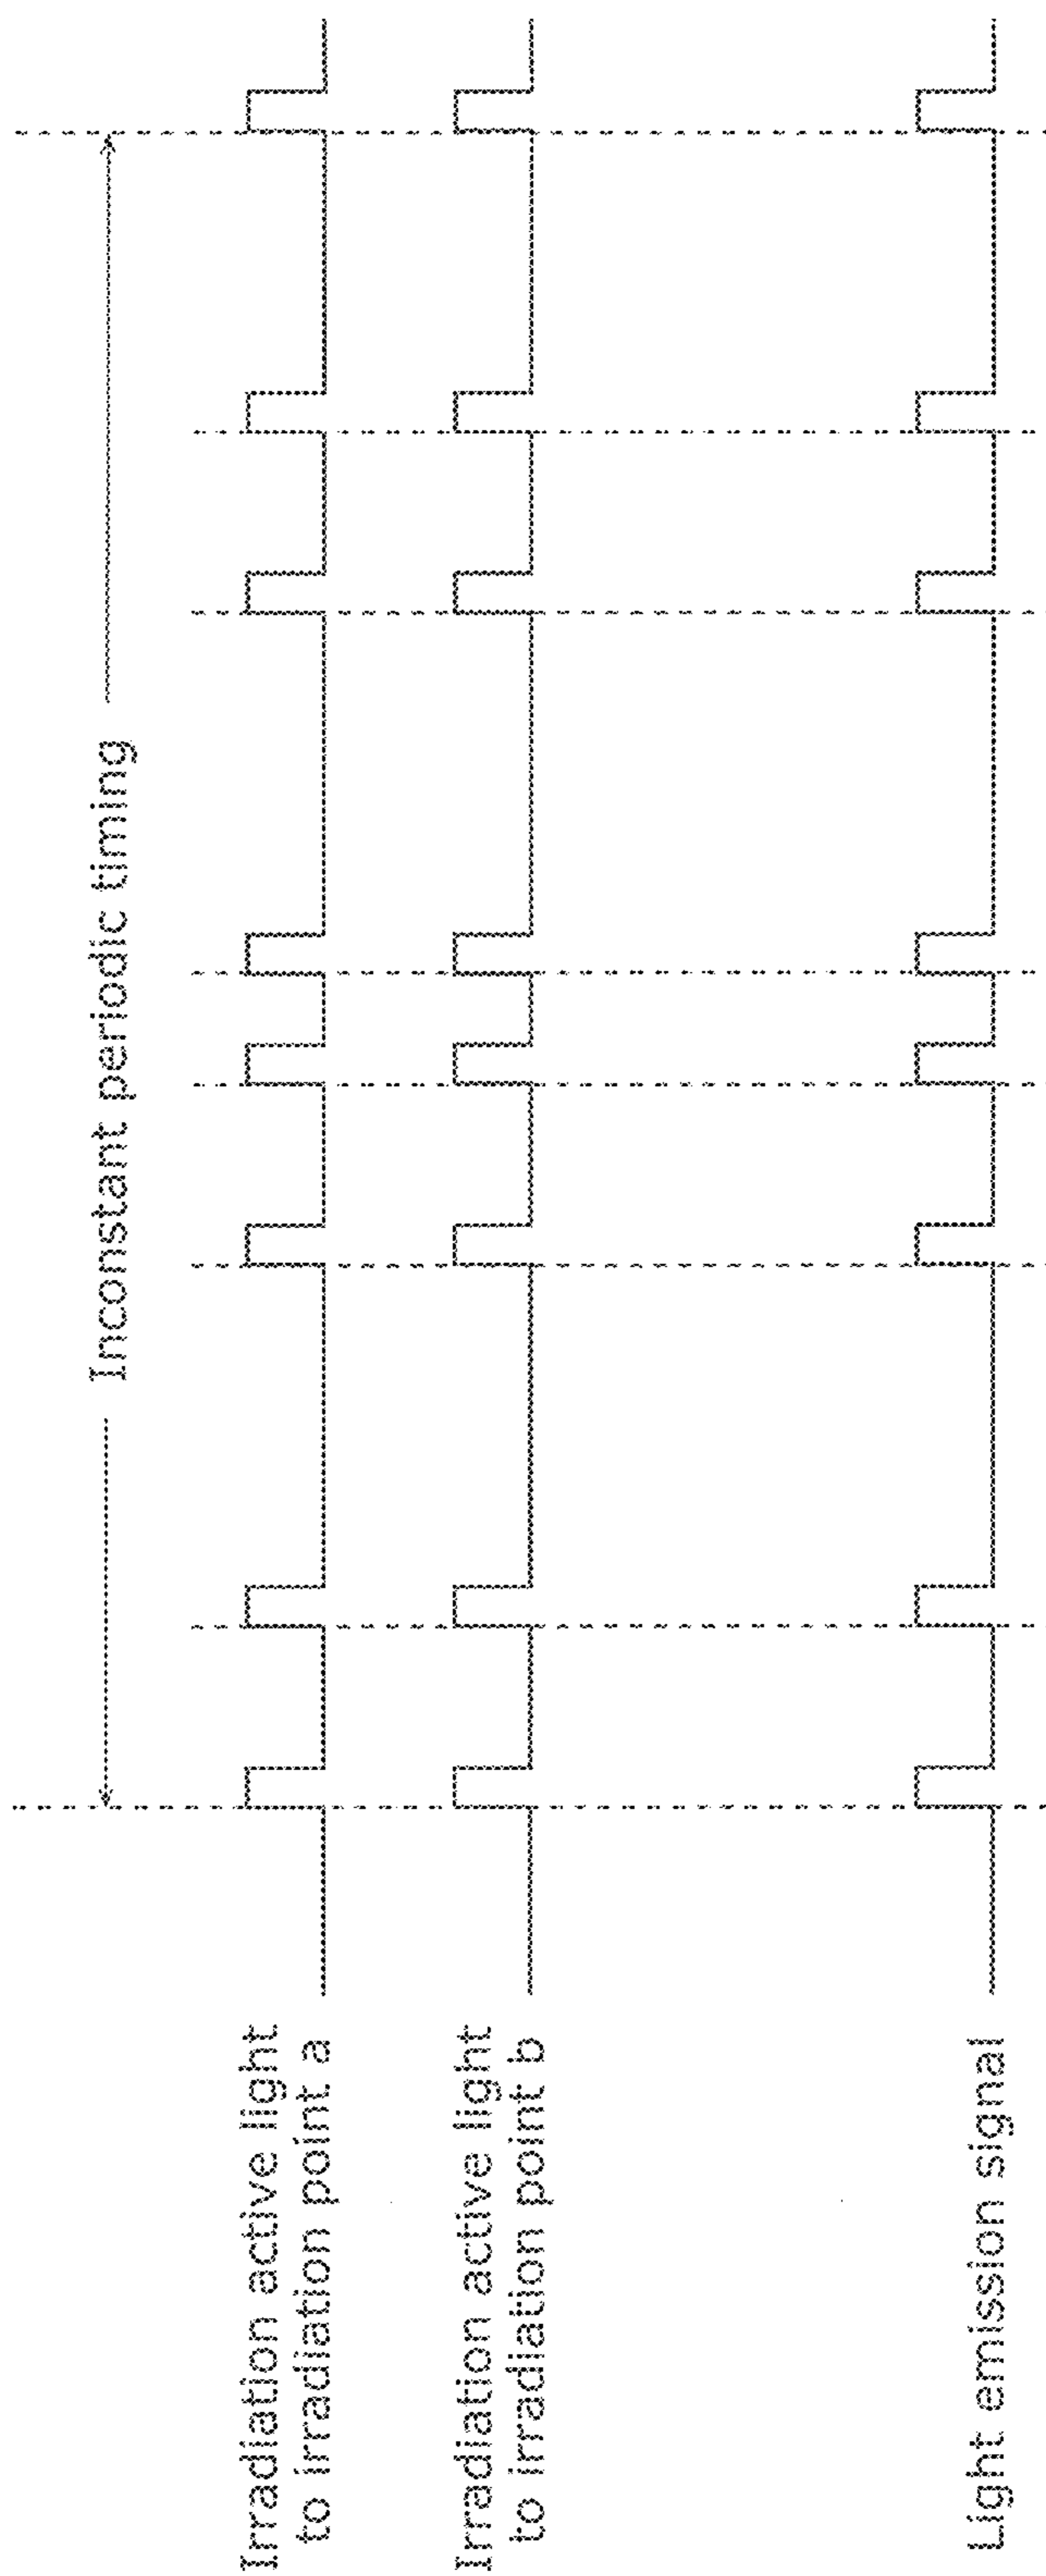 Inconstant periodic timing
Irradiation active light
to irradiation point a
Irradiation active light
to irradiation point b
Light emission signal